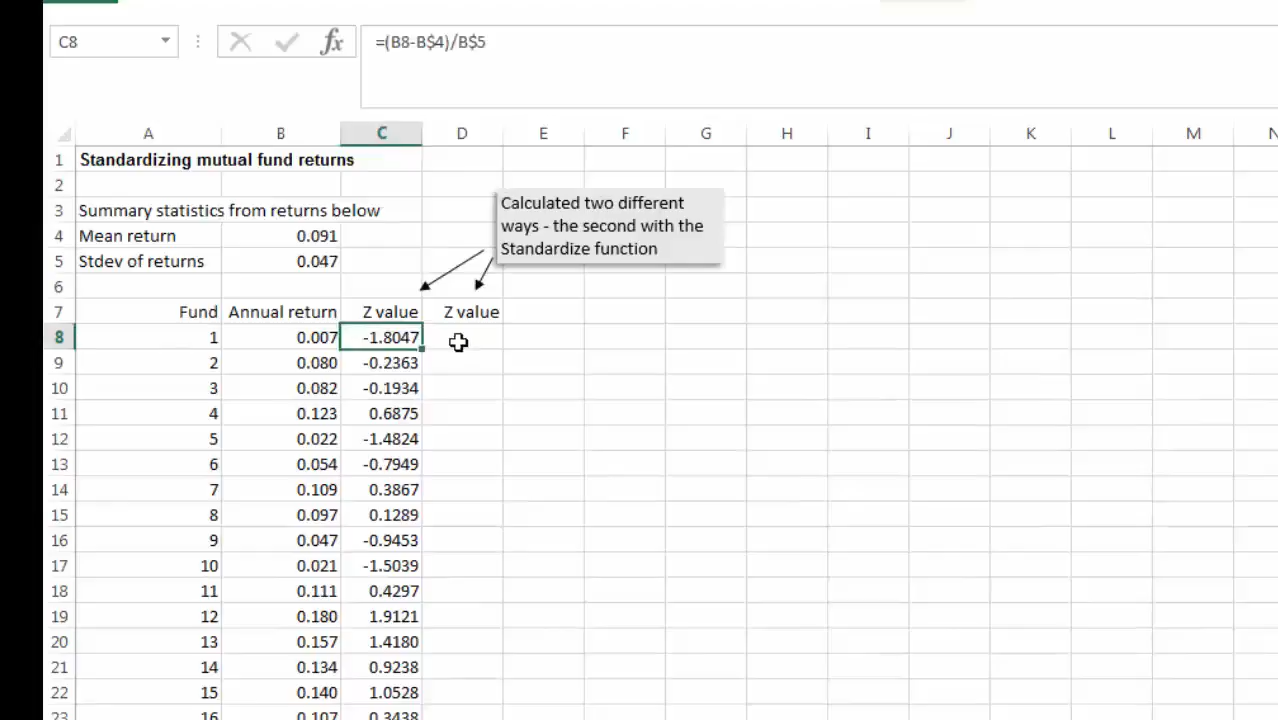 C8 fx =(B8-B$4)/B$5
A B C D E F G H I J K L M N
1 Standardizing mutual fund returns
2
Calculated two different
ways - the second with the
Standardize function
3 Summary statistics from returns below
4 Mean return 0.091
5 Stdev of returns 0.047
6
7 Fund Annual return Z value Z value
8 1 0.007 -1.8047
9 2 0.080 -0.2363
10 3 0.082 -0.1934
11 4 0.123 0.6875
12 5 0.022 -1.4824
13 6 0.054 -0.7949
14 7 0.109 0.3867
15 8 0.097 0.1289
16 9 0.047 -0.9453
17 10 0.021 -1.5039
18 11 0.111 0.4297
19 12 0.180 1.9121
20 13 0.157 1.4180
21 14 0.134 0.9238
22 15 0.140 1.0528
23 16 0.107 0.3438